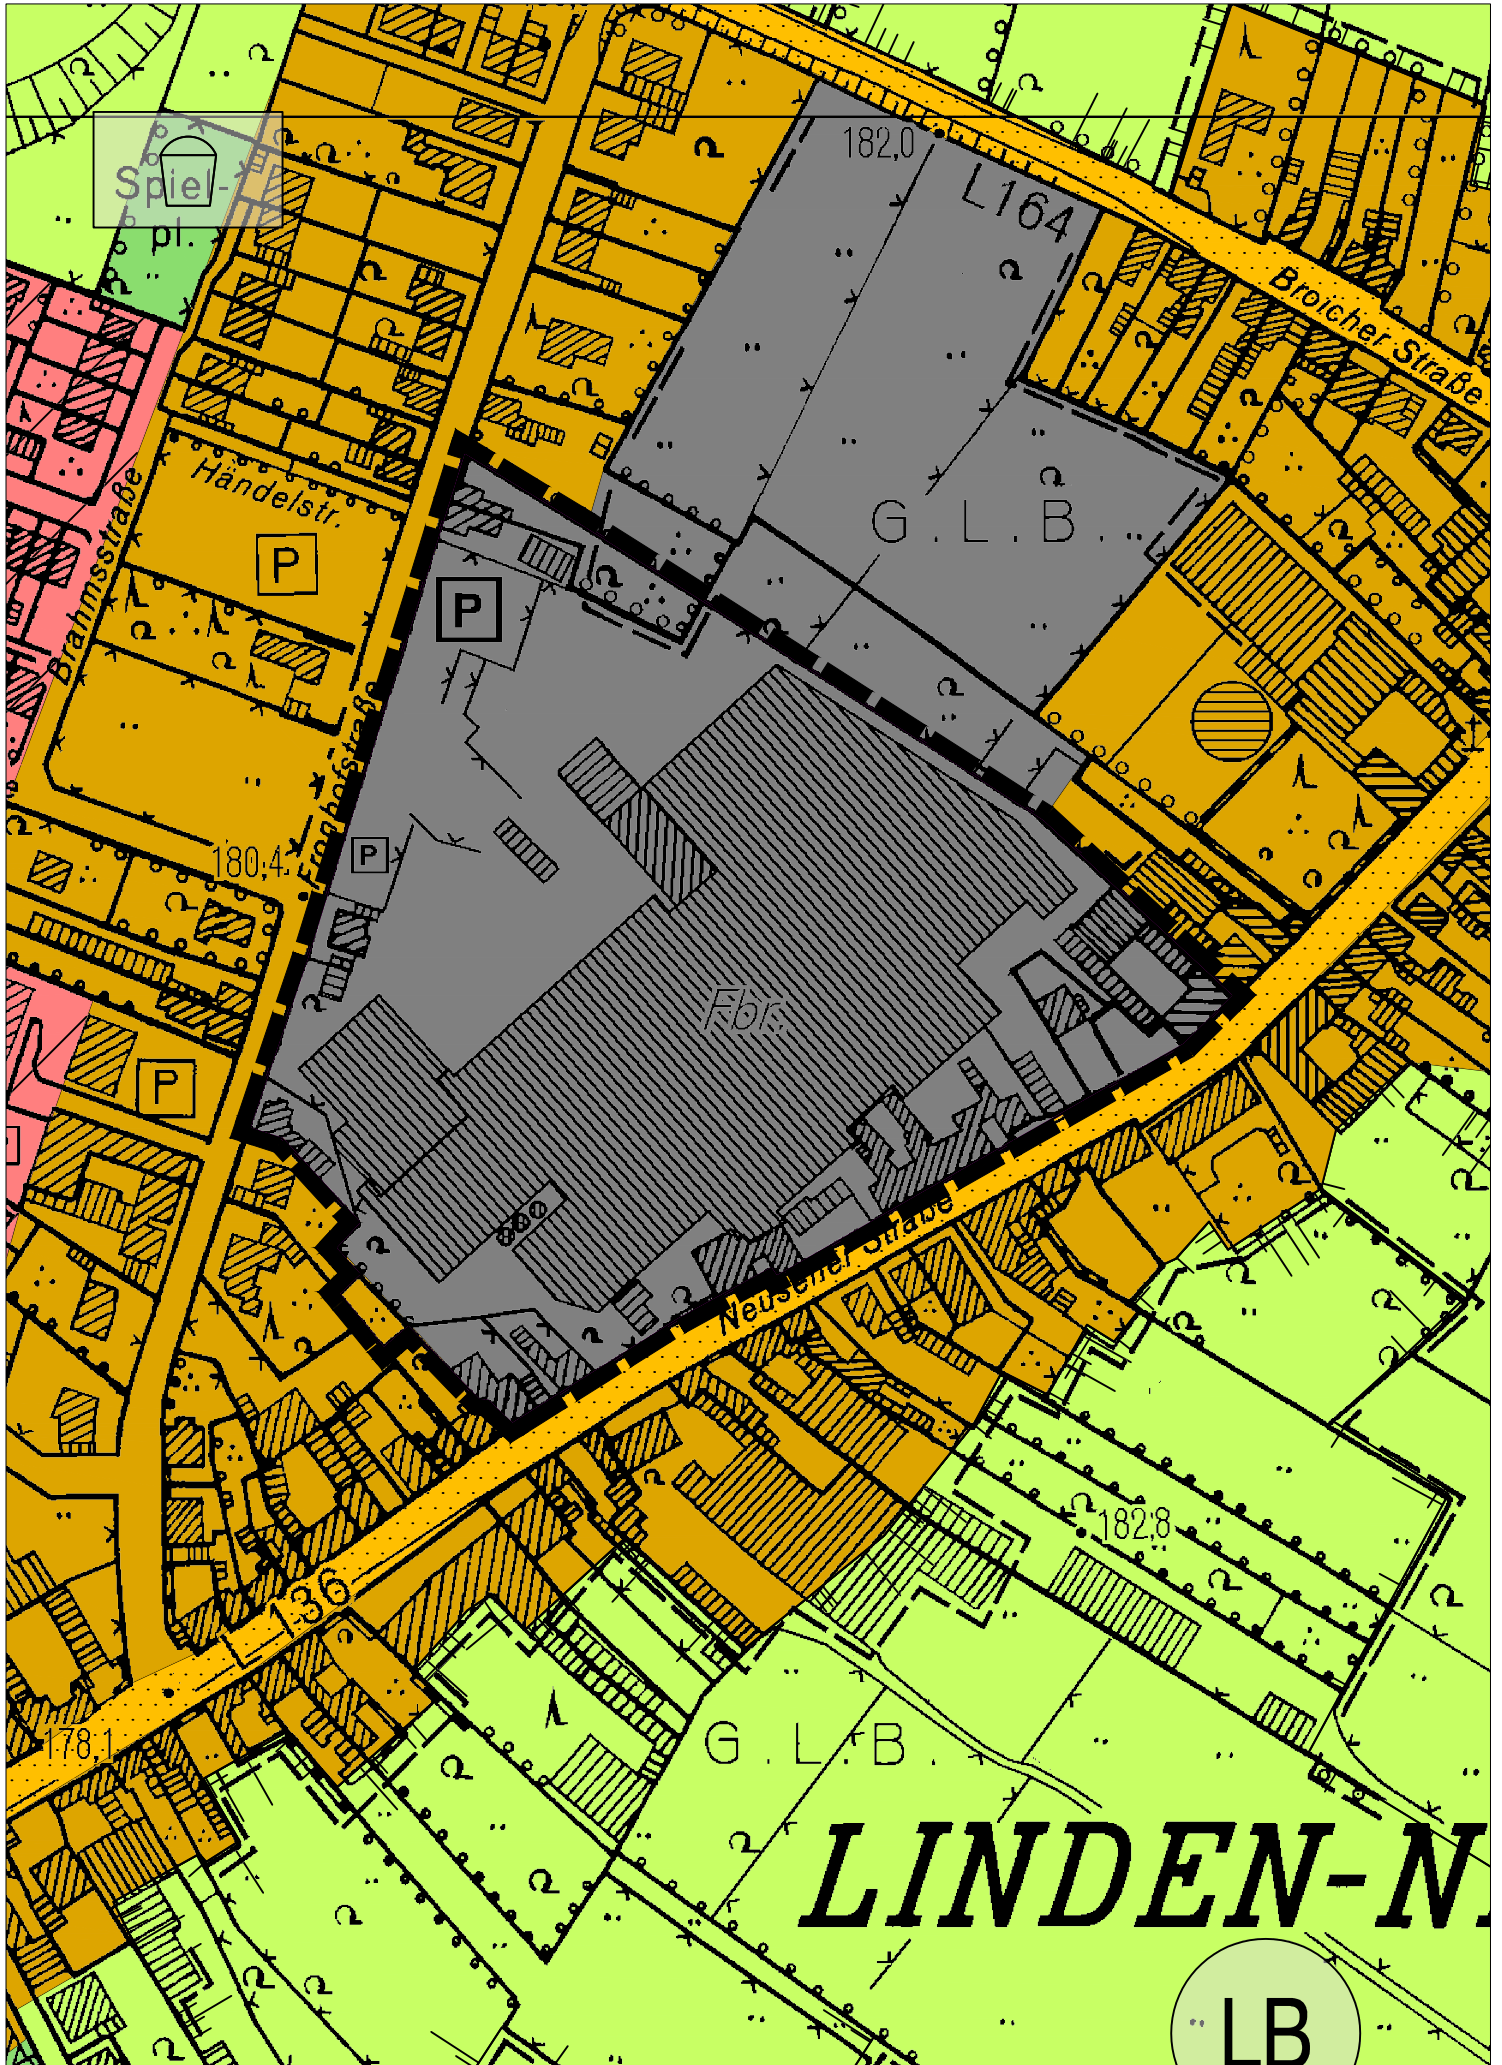 182,0
L164
Spiel-
pl.
Broicher Straße
Händelstr.
P
Brahmsstraße
P
G.L.B.
Fronhofstraße
180,4
P
Fbr.
P
Neusener Straße
182,8
L136
178,1
G.L.B.
LINDEN-N
LB